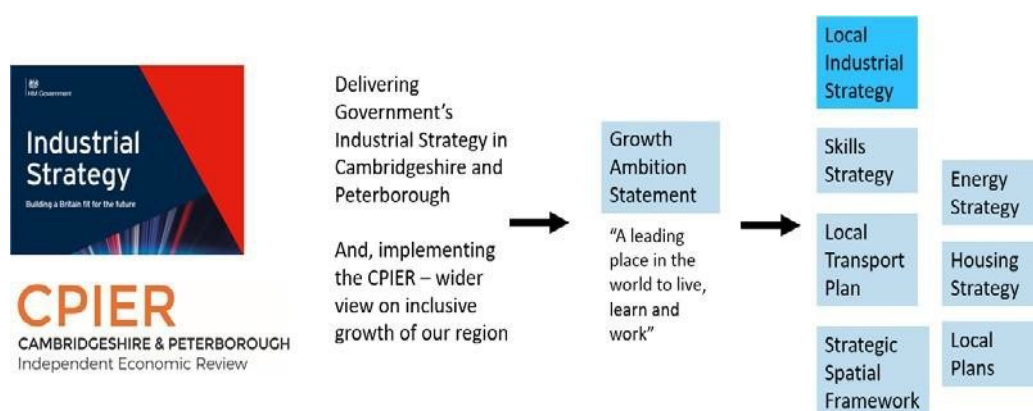 HM Government
Industrial
Strategy
Building a Britain fit for the future
CPIER
CAMBRIDGESHIRE & PETERBOROUGH
Independent Economic Review
Delivering
Government's
Industrial Strategy in
Cambridgeshire and
Peterborough
And, implementing
the CPIER – wider
view on inclusive
growth of our region
Growth
Ambition
Statement
“A leading
place in the
world to live,
learn and
work”
Local
Industrial
Strategy
Skills
Strategy
Local
Transport
Plan
Strategic
Spatial
Framework
Energy
Strategy
Housing
Strategy
Local
Plans